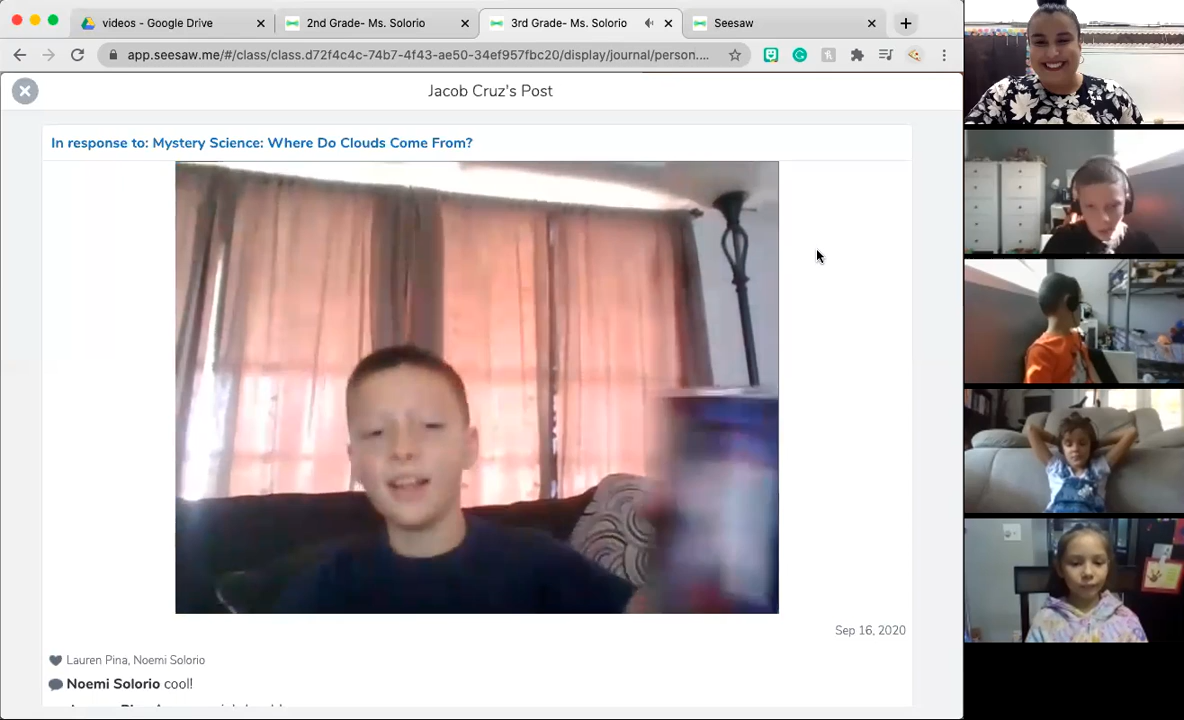 videos - Google Drive
2nd Grade- Ms. Solorio
3rd Grade- Ms. Solorio
Seesaw
app.seesaw.me/#/class/class.d72f4c4c-74b7-4f43-ae50-34ef957fbc20/display/journal/person....
Jacob Cruz's Post
In response to: Mystery Science: Where Do Clouds Come From?
Sep 16, 2020
Lauren Pina, Noemi Solorio
Noemi Solorio cool!